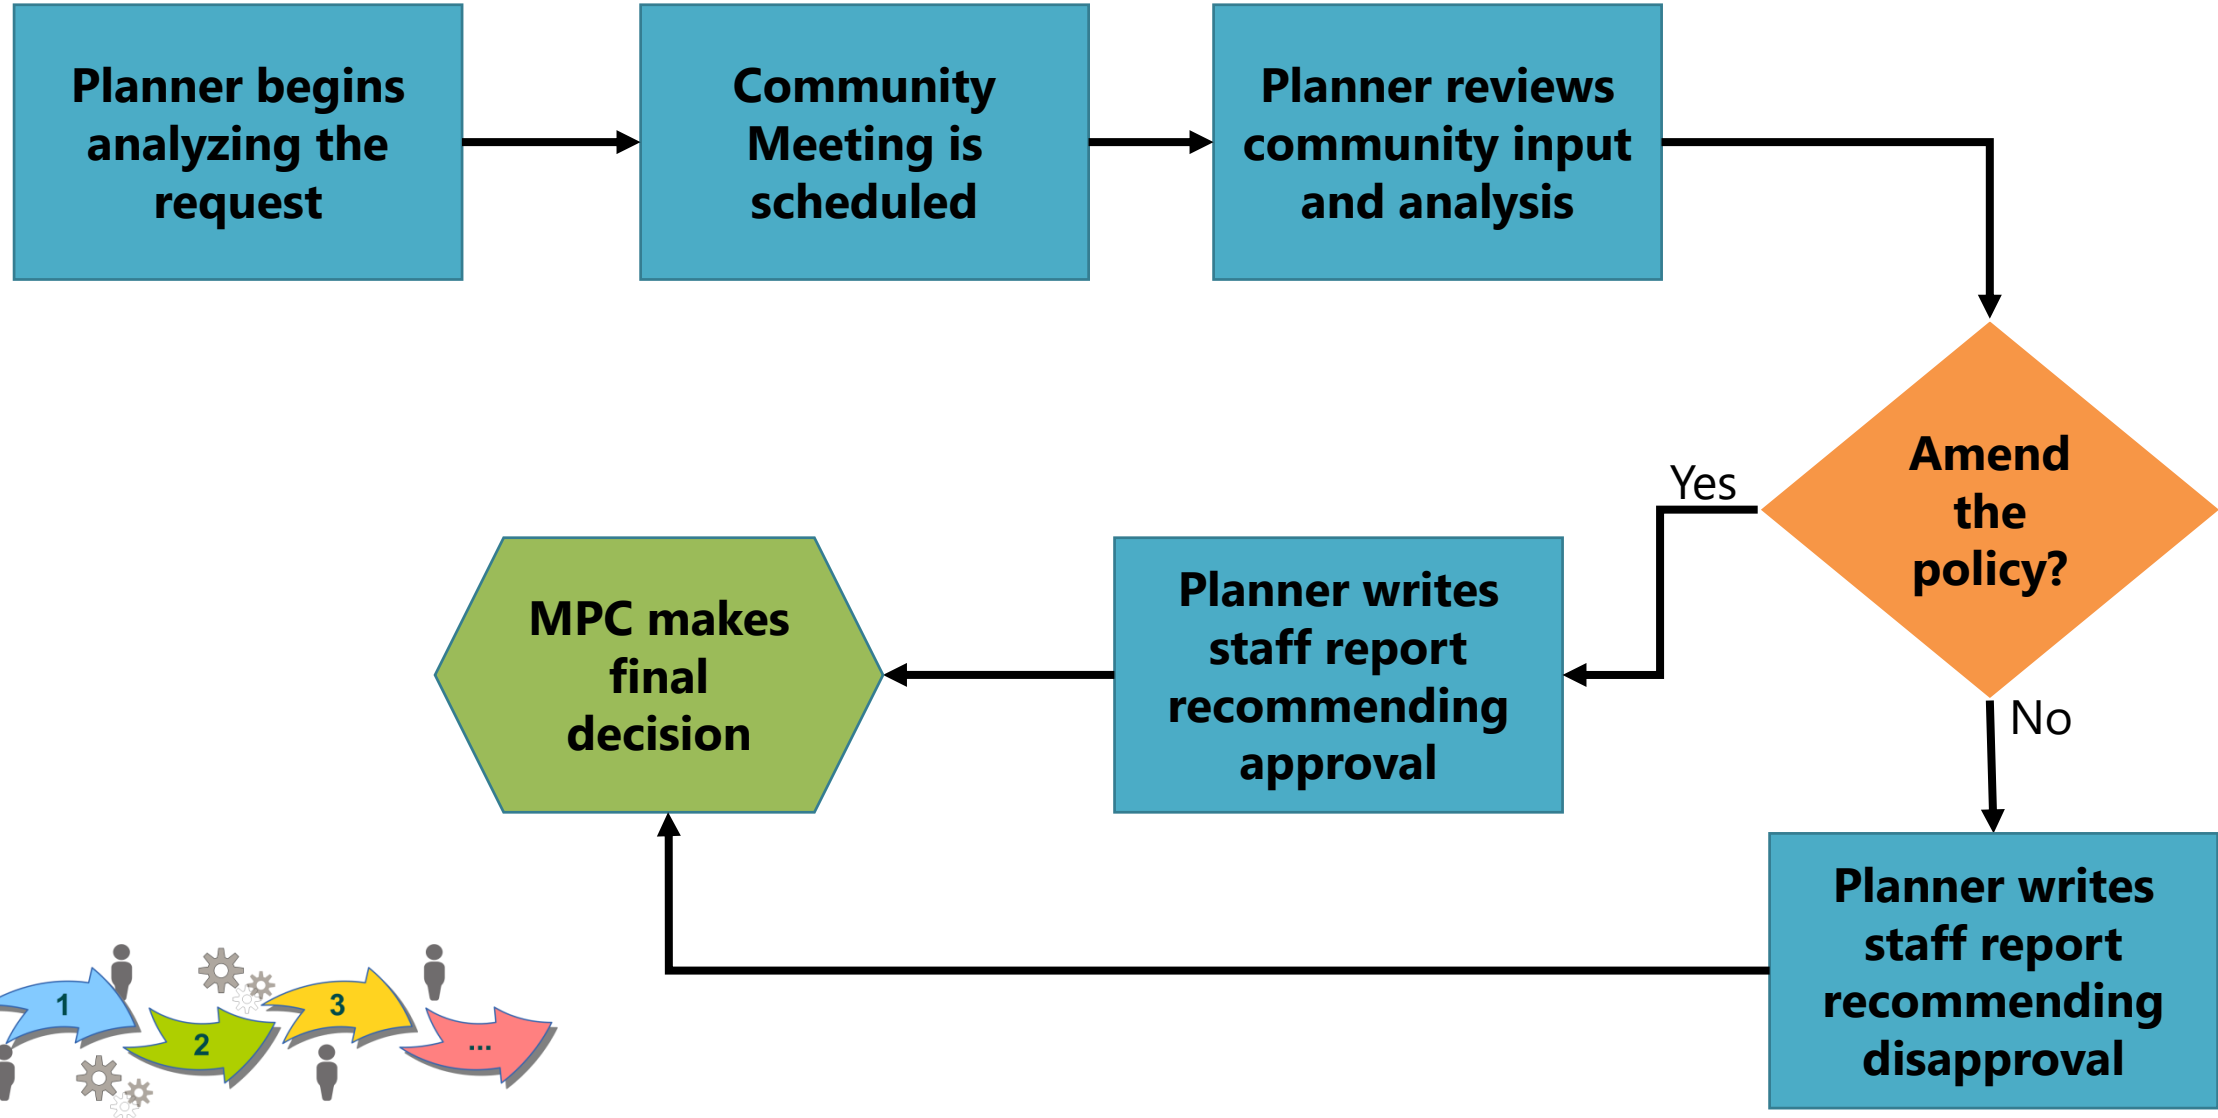 Planner begins
analyzing the
request
Community
Meeting is
scheduled
Planner reviews
community input
and analysis
Amend
the
policy?
Yes
No
Planner writes
staff report
recommending
approval
MPC makes
final
decision
Planner writes
staff report
recommending
disapproval
1
2
3
...